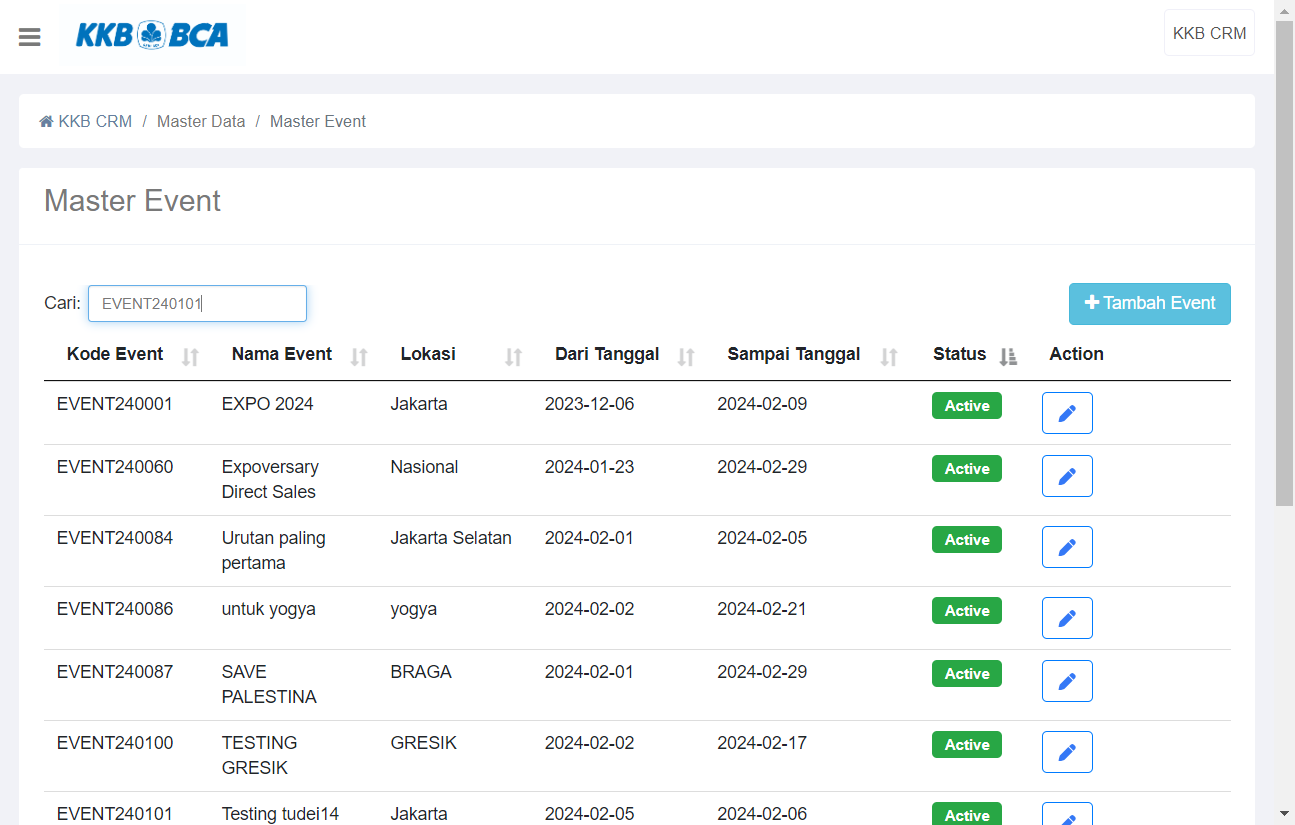 KKB BCA
KKB CRM
KKB CRM / Master Data / Master Event
Master Event
Cari: EVENT240101
Tambah Event
Kode Event Nama Event Lokasi Dari Tanggal Sampai Tanggal Status Action
EVENT240001 EXPO 2024 Jakarta 2023-12-06 2024-02-09 Active
EVENT240060 Expoversary Nasional 2024-01-23 2024-02-29 Active
Direct Sales
EVENT240084 Urutan paling Jakarta Selatan 2024-02-01 2024-02-05 Active
pertama
EVENT240086 untuk yogya yogya 2024-02-02 2024-02-21 Active
EVENT240087 SAVE BRAGA 2024-02-01 2024-02-29 Active
PALESTINA
EVENT240100 TESTING GRESIK 2024-02-02 2024-02-17 Active
GRESIK
EVENT240101 Testing tudei14 Jakarta 2024-02-05 2024-02-06 Active